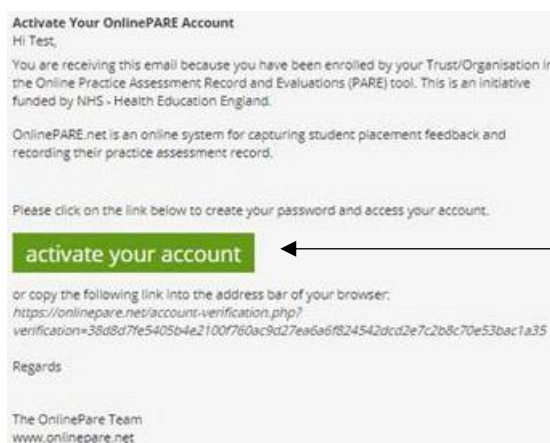 Activate Your OnlinePARE Account
Hi Test,
You are receiving this email because you have been enrolled by your Trust/Organisation in
the Online Practice Assessment Record and Evaluations (PARE) tool. This is an initiative
funded by NHS - Health Education England.
OnlinePARE.net is an online system for capturing student placement feedback and
recording their practice assessment record.
Please click on the link below to create your password and access your account.
activate your account
or copy the following link into the address bar of your browser:
https://onlinepare.net/account-verification.php?
verification=38d8d7fe5405b4e2100f760ac9d27ea6a6f824542dcd2e7c2b8c70e53bac1a35
Regards
The OnlinePare Team
www.onlinepare.net